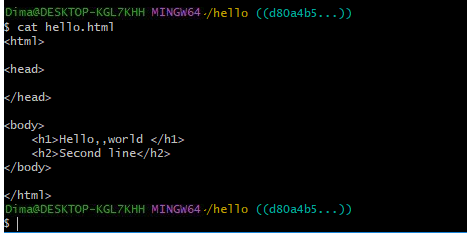 Dima@DESKTOP-KGL7KHH MINGW64 ~/hello ((d80a4b5...))
$ cat hello.html
<html>
<head>
</head>
<body>
<h1>Hello,,world </h1>
<h2>Second line</h2>
</body>
</html>
Dima@DESKTOP-KGL7KHH MINGW64 ~/hello ((d80a4b5...))
$